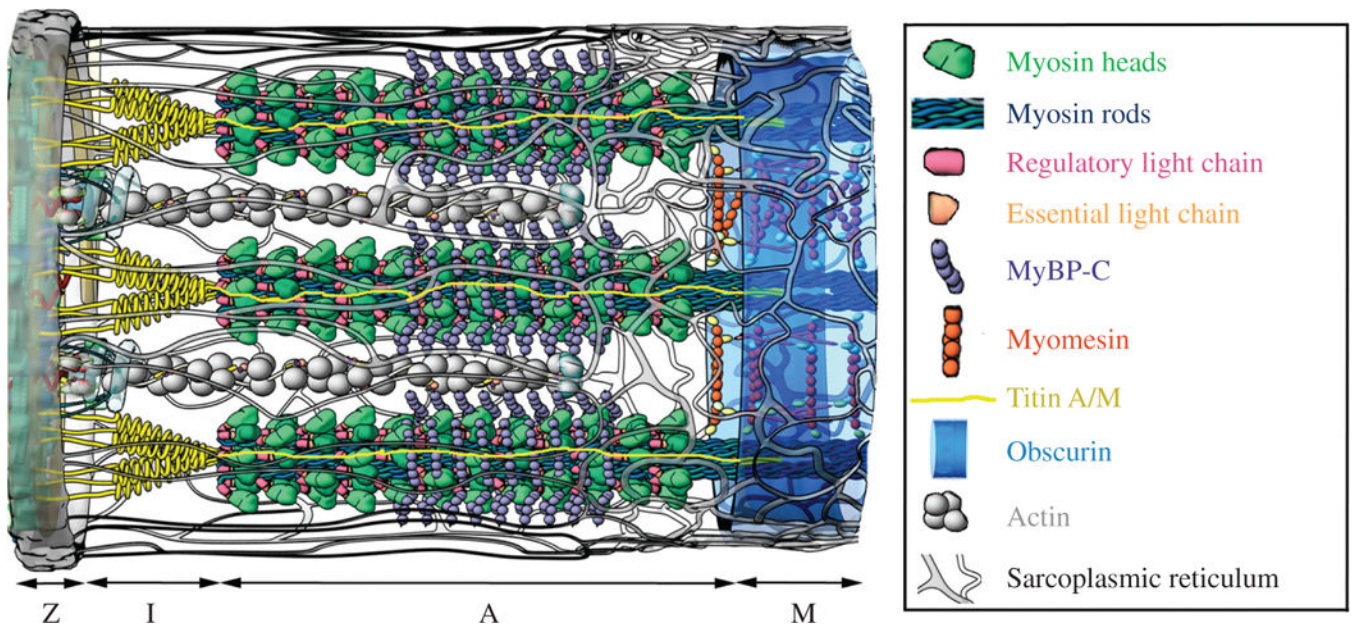 Myosin heads
Myosin rods
Regulatory light chain
Essential light chain
MyBP-C
Myomesin
Titin A/M
Obscurin
Actin
Sarcoplasmic reticulum
Z I A M